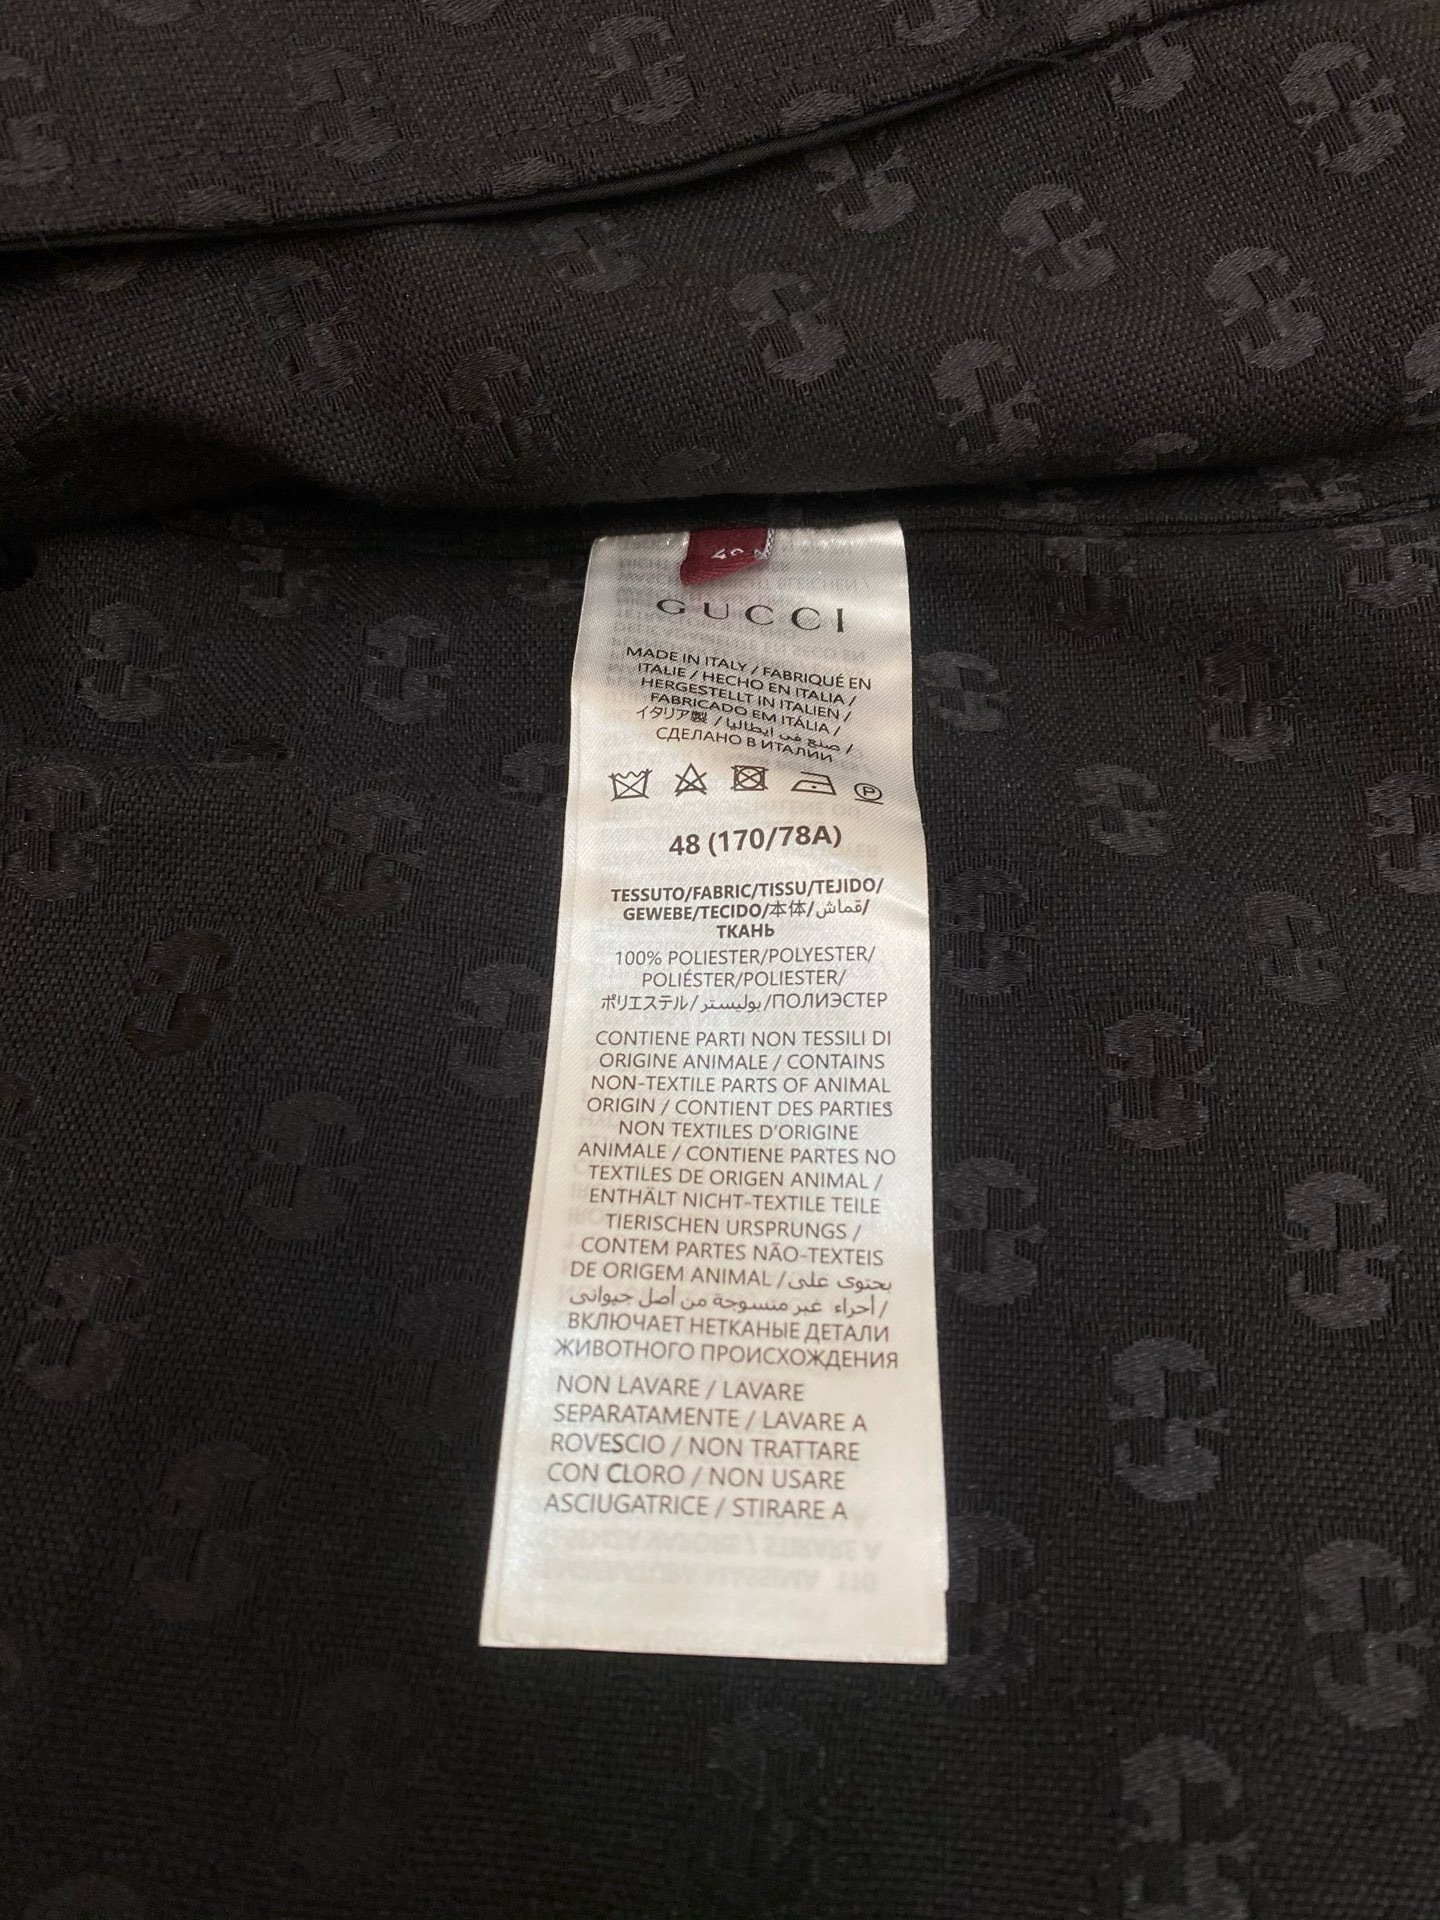 48
GUCCI
MADE IN ITALY / FABRIQUÉ EN
ITALIE / HECHO EN ITALIA /
HERGESTELLT IN ITALIEN /
FABRICADO EM ITÁLIA /
イタリア製 / صنع في إيطاليا /
СДЕЛАНО В ИТАЛИИ
P
48 (170/78A)
TESSUTO/FABRIC/TISSU/TEJIDO/
GEWEBE/TECIDO/本体/قماش/
ТКАНЬ
100% POLIESTER/POLYESTER/
POLIÉSTER/POLIESTER/
ポリエステル/بوليستر/ПОЛИЭСТЕР
CONTIENE PARTI NON TESSILI DI
ORIGINE ANIMALE / CONTAINS
NON-TEXTILE PARTS OF ANIMAL
ORIGIN / CONTIENT DES PARTIES
NON TEXTILES D'ORIGINE
ANIMALE / CONTIENE PARTES NO
TEXTILES DE ORIGEN ANIMAL /
ENTHÄLT NICHT-TEXTILE TEILE
TIERISCHEN URSPRUNGS /
CONTEM PARTES NÃO-TEXTEIS
DE ORIGEM ANIMAL / يحتوى على
أجزاء غير منسوجة من أصل حيوانى /
ВКЛЮЧАЕТ НЕТКАНЫЕ ДЕТАЛИ
ЖИВОТНОГО ПРОИСХОЖДЕНИЯ
NON LAVARE / LAVARE
SEPARATAMENTE / LAVARE A
ROVESCIO / NON TRATTARE
CON CLORO / NON USARE
ASCIUGATRICE / STIRARE A